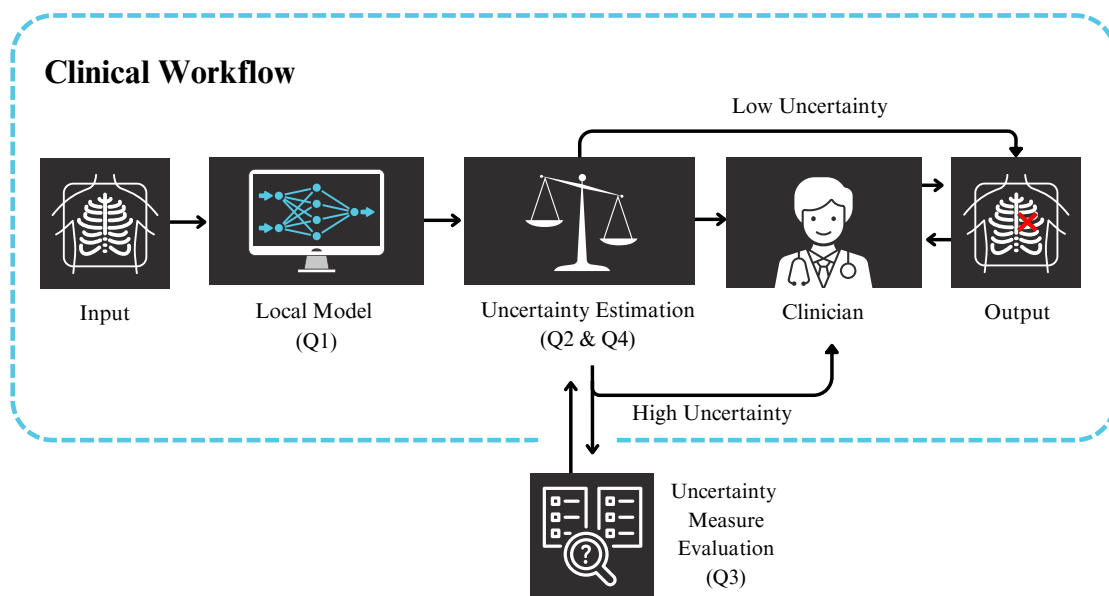 Clinical Workflow
Low Uncertainty
Input
Local Model
(Q1)
Uncertainty Estimation
(Q2 & Q4)
Clinician
Output
High Uncertainty
?
Uncertainty
Measure
Evaluation
(Q3)